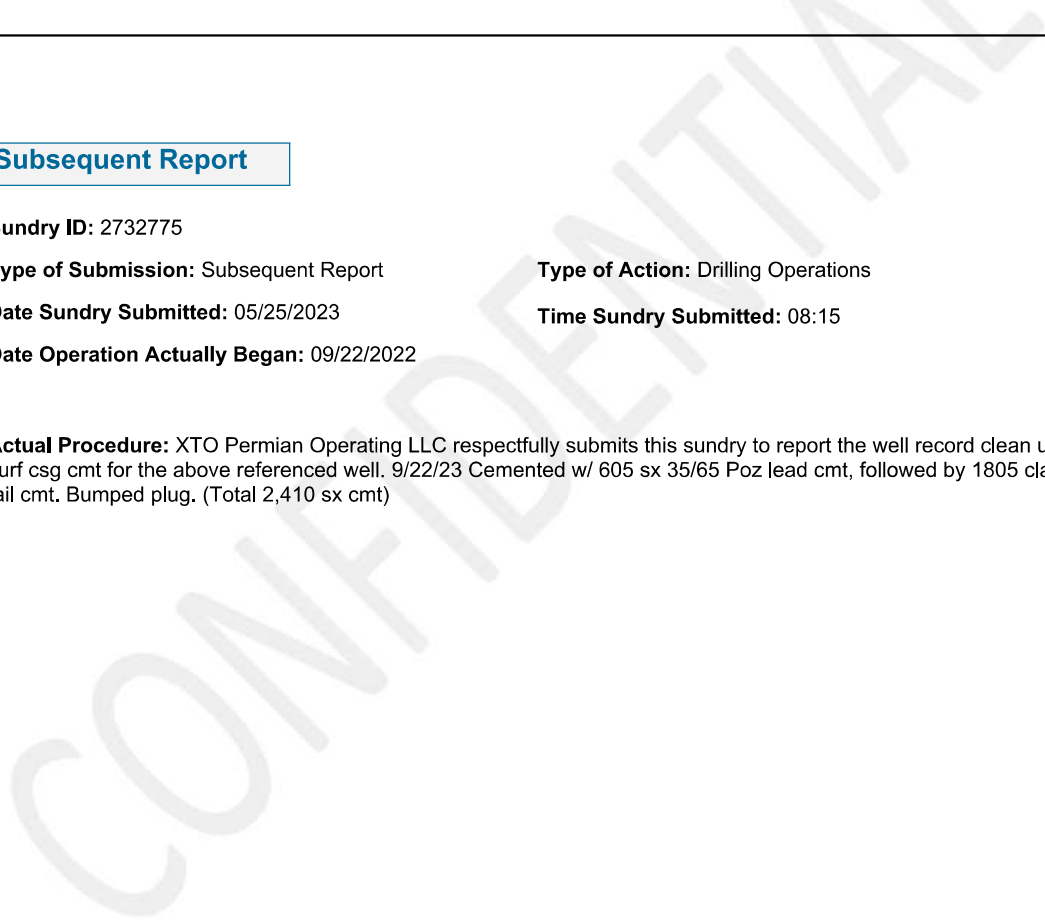 Subsequent Report
Sundry ID: 2732775
Type of Submission: Subsequent Report Type of Action: Drilling Operations
Date Sundry Submitted: 05/25/2023 Time Sundry Submitted: 08:15
Date Operation Actually Began: 09/22/2022
Actual Procedure: XTO Permian Operating LLC respectfully submits this sundry to report the well record clean u
urf csg cmt for the above referenced well. 9/22/23 Cemented w/ 605 sx 35/65 Poz lead cmt, followed by 1805 cla
ail cmt. Bumped plug. (Total 2,410 sx cmt)
CONFIDENTIAL